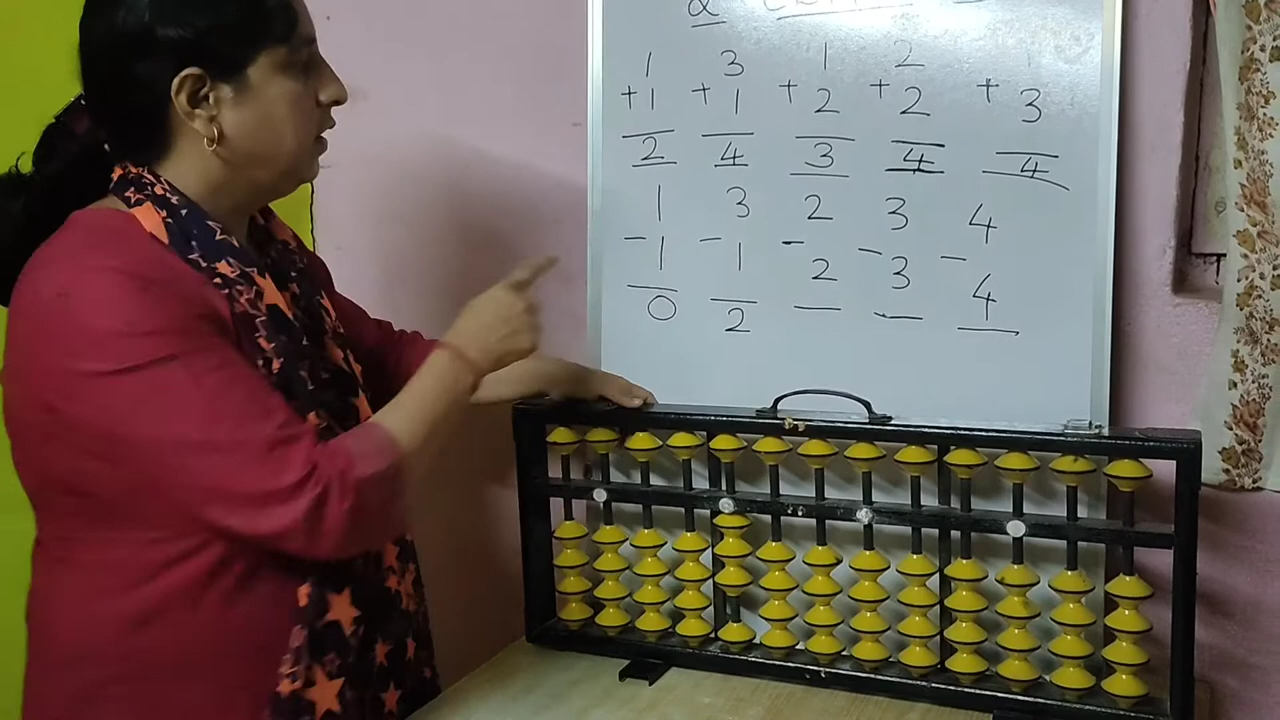 &
1 3 1 2 1
+1 +1 +2 +2 +3
2 4 3 4 4
1 3 2 3 4
-1 -1 -2 -3 -4
0 2